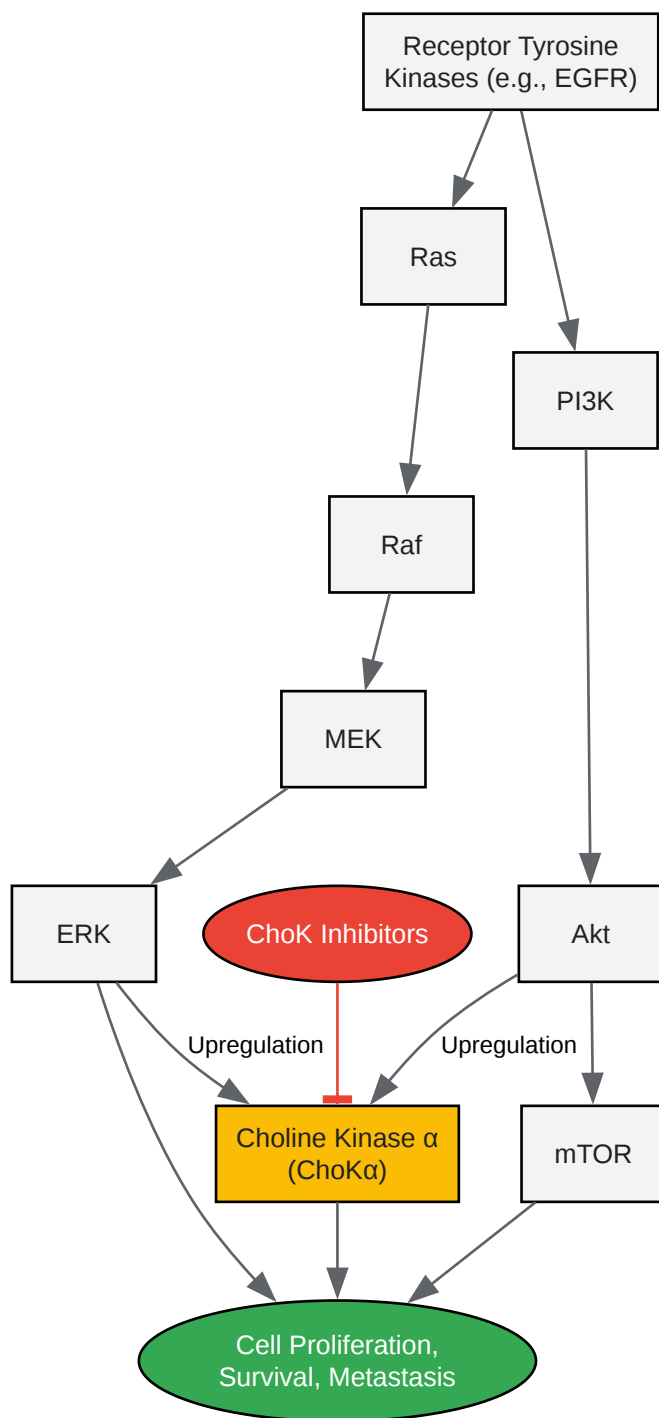 Receptor Tyrosine
Kinases (e.g., EGFR)
Ras
PI3K
Raf
MEK
ERK
ChoK Inhibitors
Akt
Upregulation
Upregulation
Choline Kinase α
(ChoKα)
mTOR
Cell Proliferation,
Survival, Metastasis